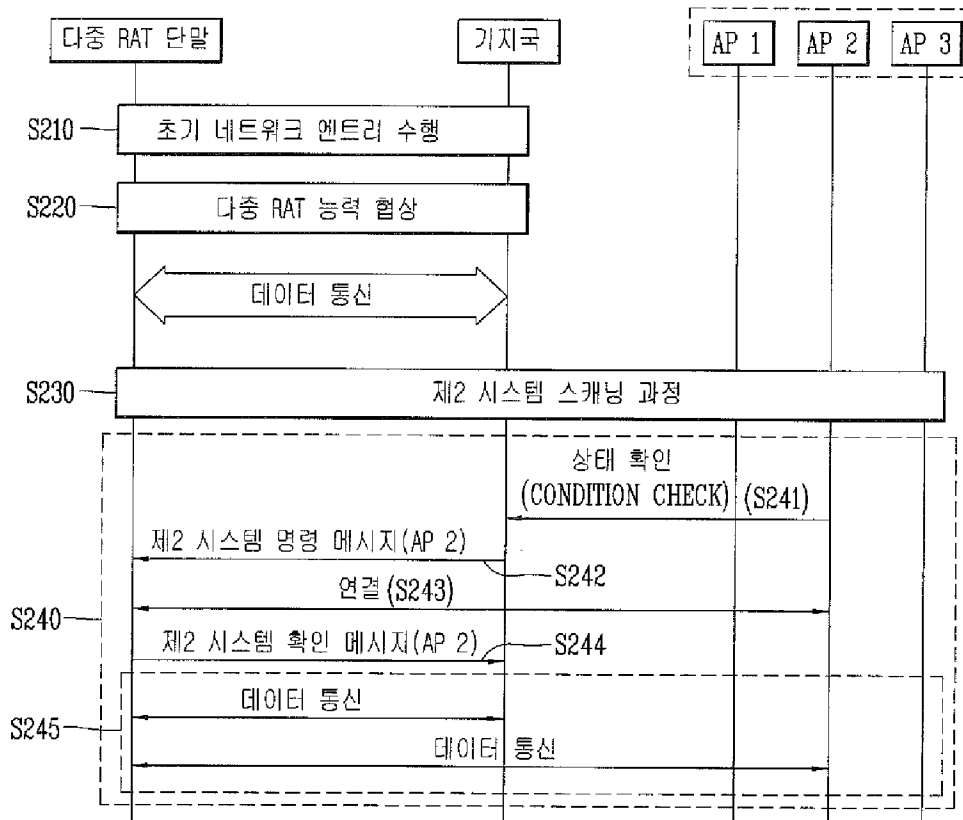 다중 RAT 단말
기지국
AP 1
AP 2
AP 3
S210
초기 네트워크 엔트리 수행
S220
다중 RAT 능력 협상
데이터 통신
S230
제2 시스템 스캐닝 과정
상태 확인
(CONDITION CHECK) (S241)
제2 시스템 명령 메시지(AP 2)
S242
연결(S243)
S240
제2 시스템 확인 메시지(AP 2)
S244
데이터 통신
S245
데이터 통신